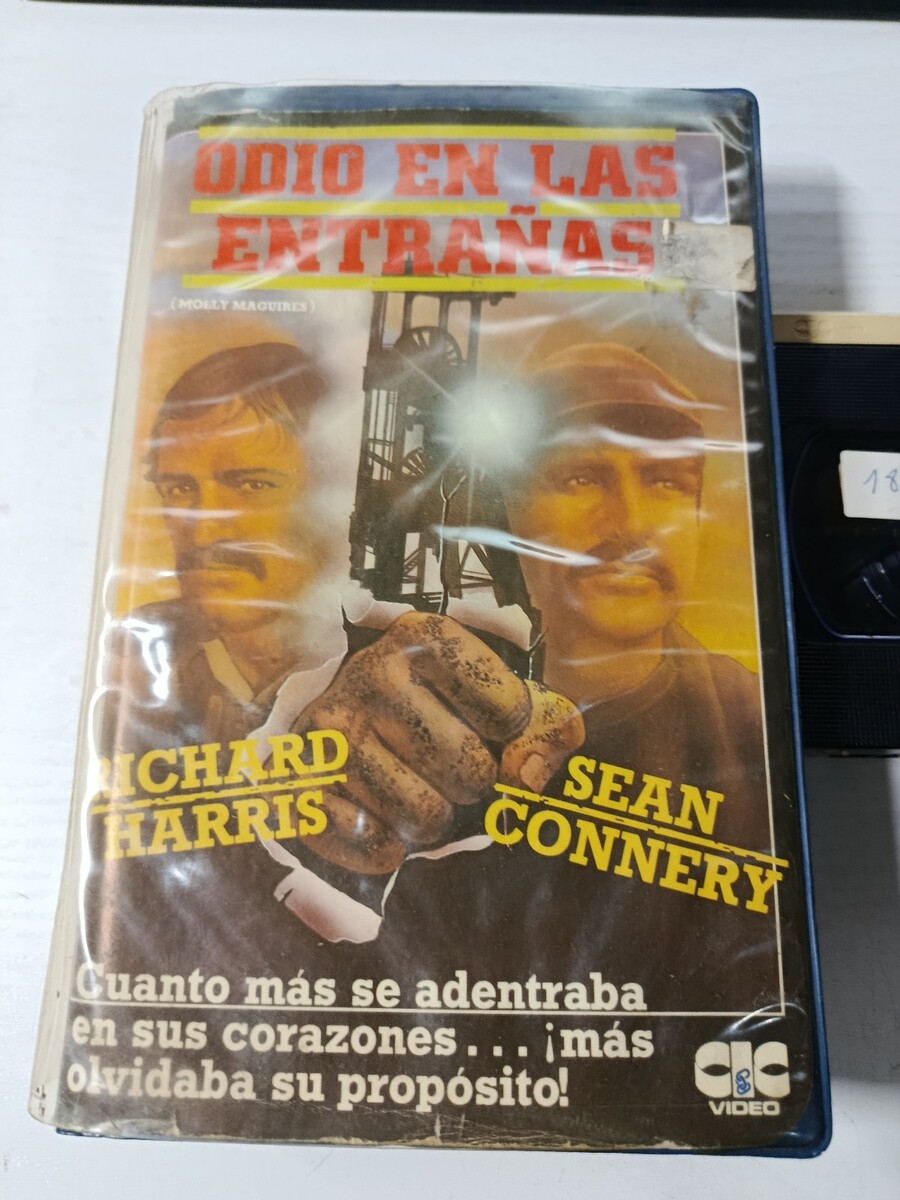 ODIO EN LAS
ENTRAÑAS
(MOLLY MAGUIRES)
RICHARD
HARRIS
SEAN
CONNERY
Cuanto más se adentraba
en sus corazones... ¡más
olvidaba su propósito!
CIC
VIDEO
18